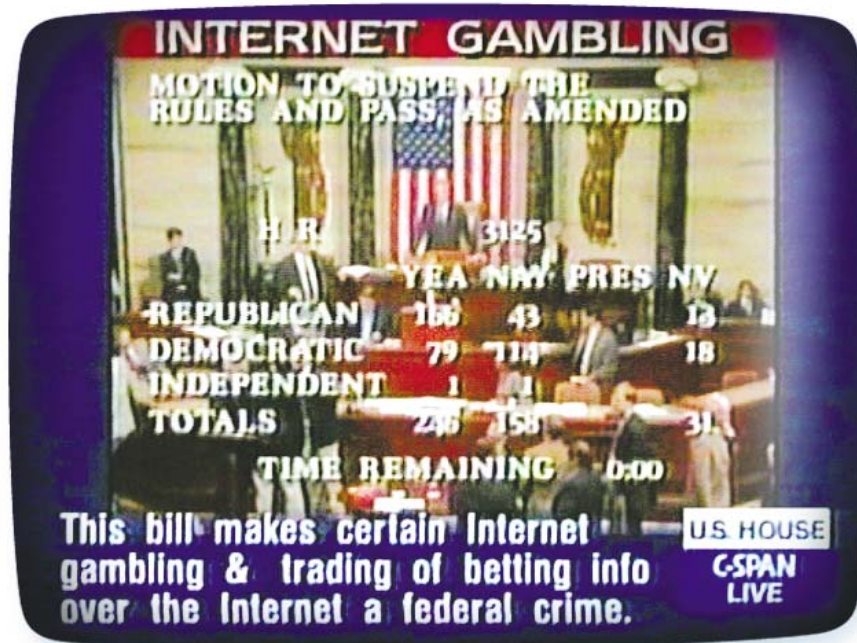 INTERNET GAMBLING
MOTION TO SUSPEND THE
RULES AND PASS, AS AMENDED
H R 3125
YEA NAY PRES NV
REPUBLICAN 166 43 13
DEMOCRATIC 79 114 18
INDEPENDENT 1 1
TOTALS 246 158 31
TIME REMAINING 0:00
This bill makes certain Internet
gambling & trading of betting info
over the Internet a federal crime.
U.S. HOUSE
C-SPAN
LIVE